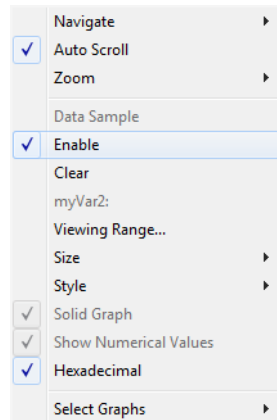 Navigate
Auto Scroll
Zoom
Data Sample
Enable
Clear
myVar2:
Viewing Range...
Size
Style
Solid Graph
Show Numerical Values
Hexadecimal
Select Graphs